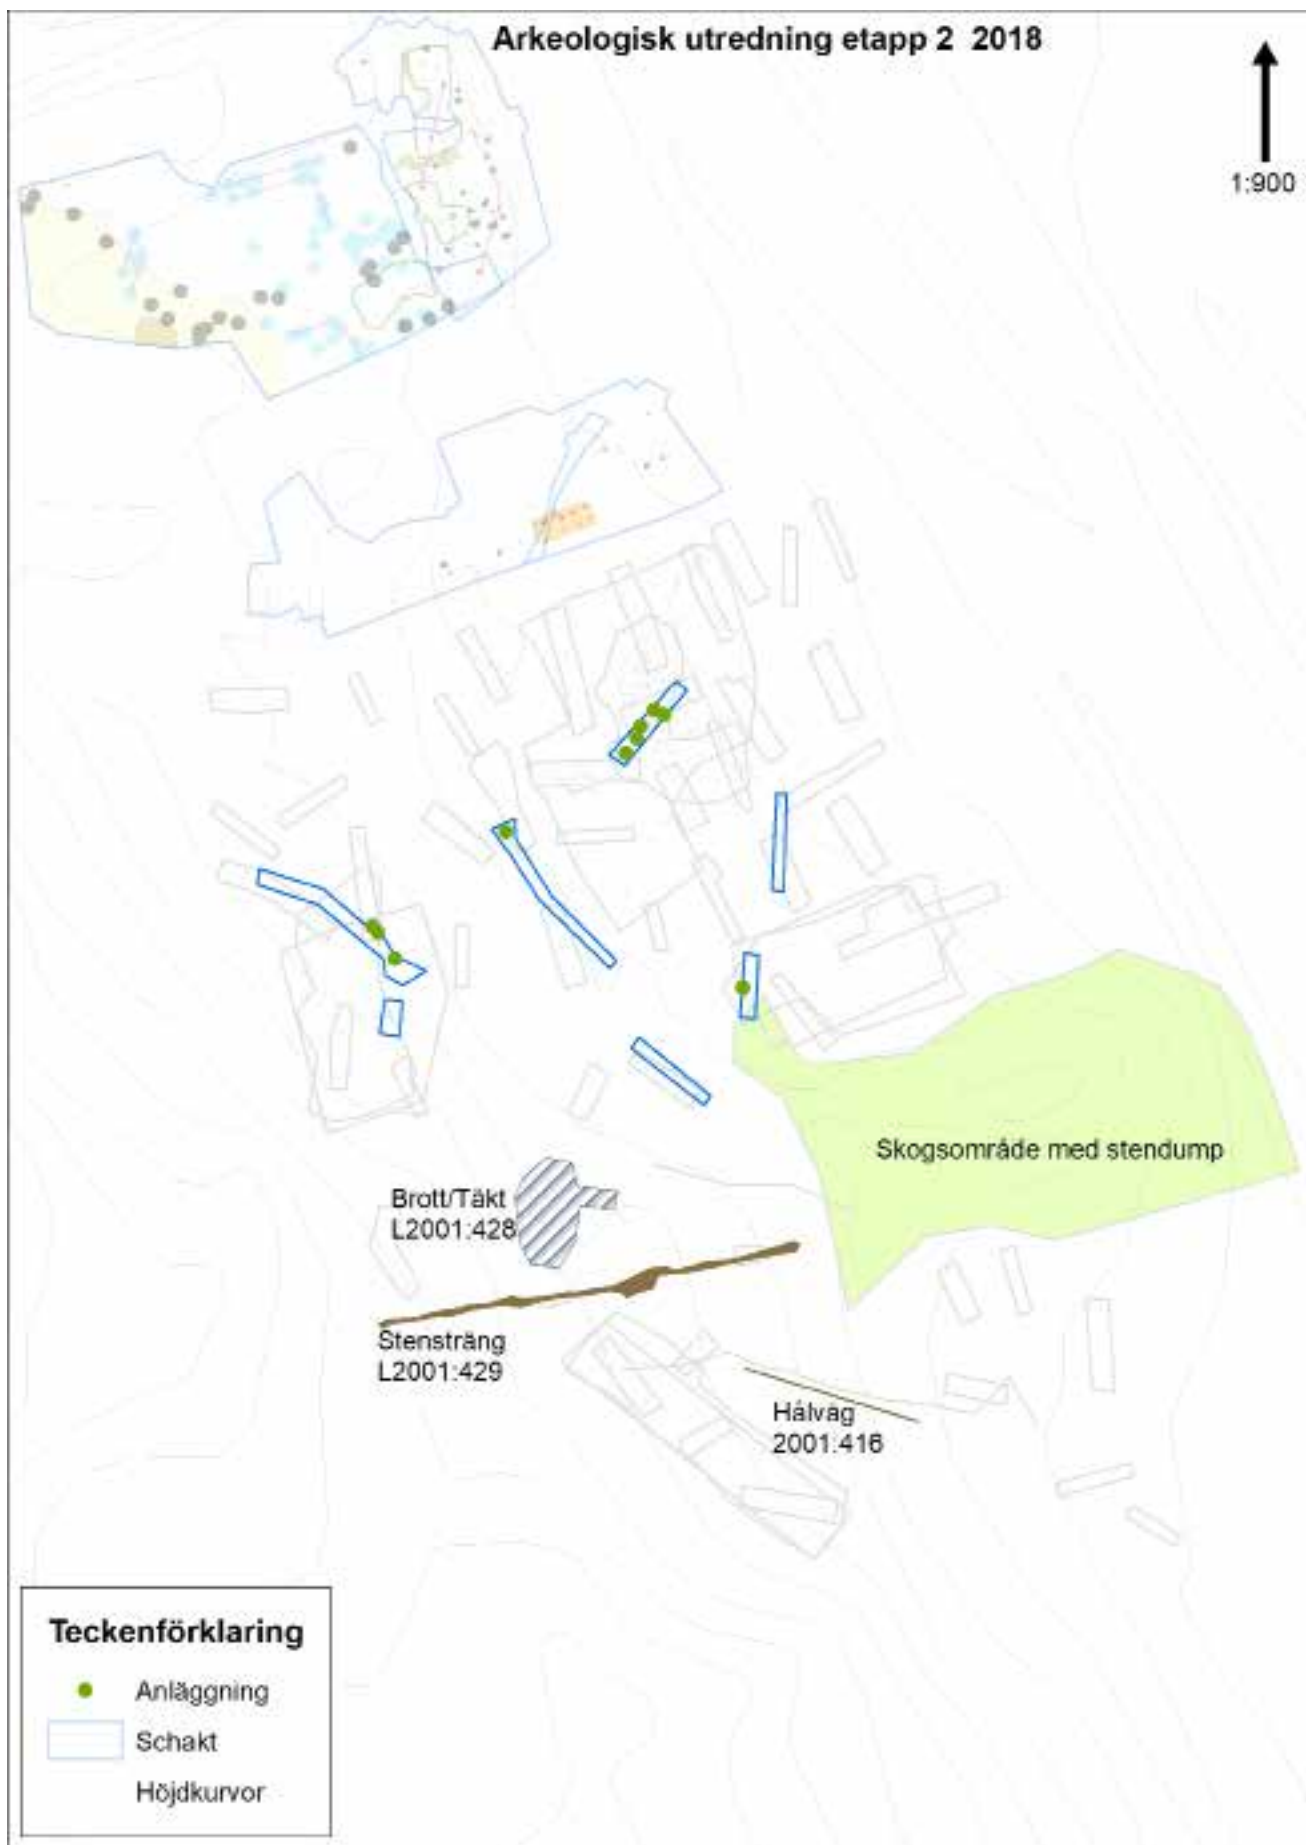 Arkeologisk utredning etapp 2 2018
1:900
Skogsområde med stendump
Brott/Täkt
L2001:428
Stensträng
L2001:429
Hålväg
2001:416
Teckenförklaring
Anläggning
Schakt
Höjdkurvor